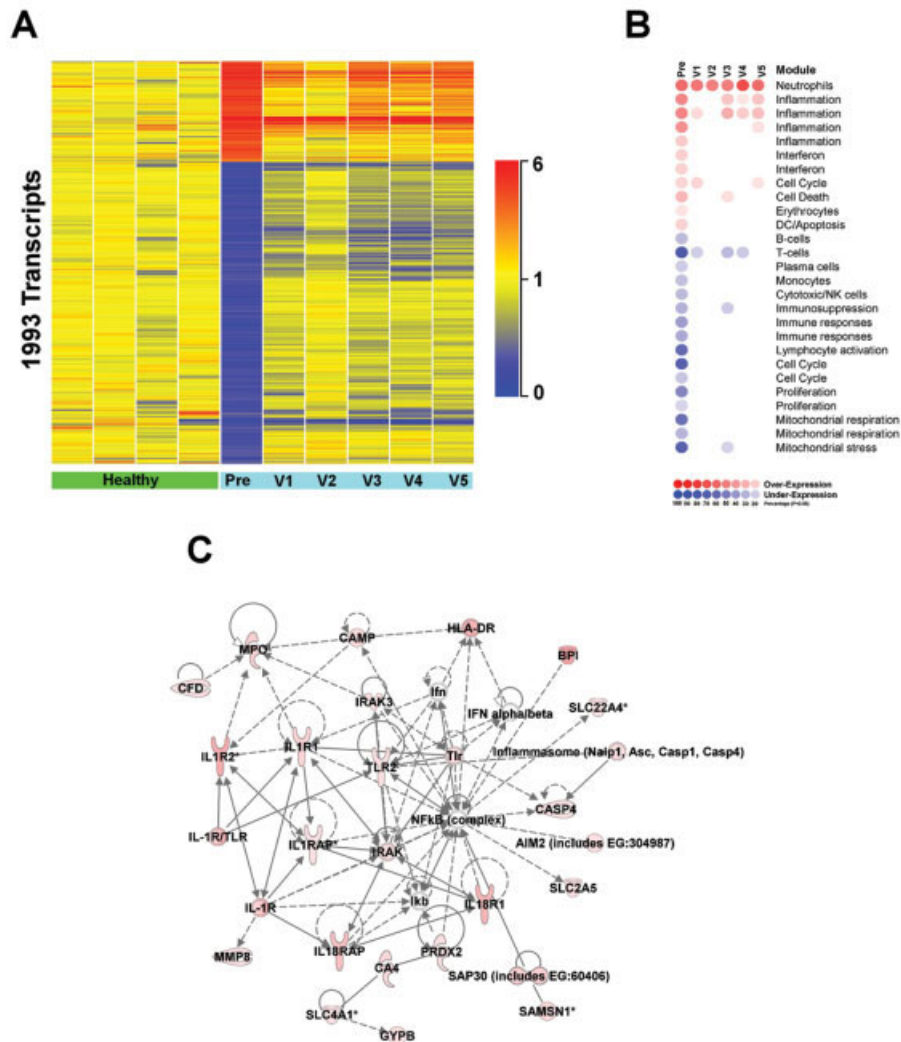 A
1993 Transcripts
6
1
0
Healthy Pre V1 V2 V3 V4 V5
B
Pre V1 V2 V3 V4 V5 Module
Neutrophils
Inflammation
Inflammation
Inflammation
Inflammation
Interferon
Interferon
Cell Cycle
Cell Death
Erythrocytes
DC/Apoptosis
B-cells
T-cells
Plasma cells
Monocytes
Cytotoxic/NK cells
Immunosuppression
Immune responses
Immune responses
Lymphocyte activation
Cell Cycle
Cell Cycle
Proliferation
Proliferation
Mitochondrial respiration
Mitochondrial respiration
Mitochondrial stress
Over-Expression
Under-Expression
C
HLA-DR
CAMP
MPO*
BPI
CFD
IRAK3
Ifn
IFN alpha/beta
SLC22A4*
IL1R2*
IL1R1
TLR2
Tlr
Inflammasome (Naip1, Asc, Casp1, Casp4)
CASP4
NFkB (complex)
IL-1R/TLR
IL1RAP*
IRAK
AIM2 (includes EG:304987)
SLC2A5
IL-1R
Ikb
IL18R1
MMP8
IL18RAP
PRDX2
CA4
SAP30 (includes EG:60406)
SLC4A1*
SAMSN1*
GYPB